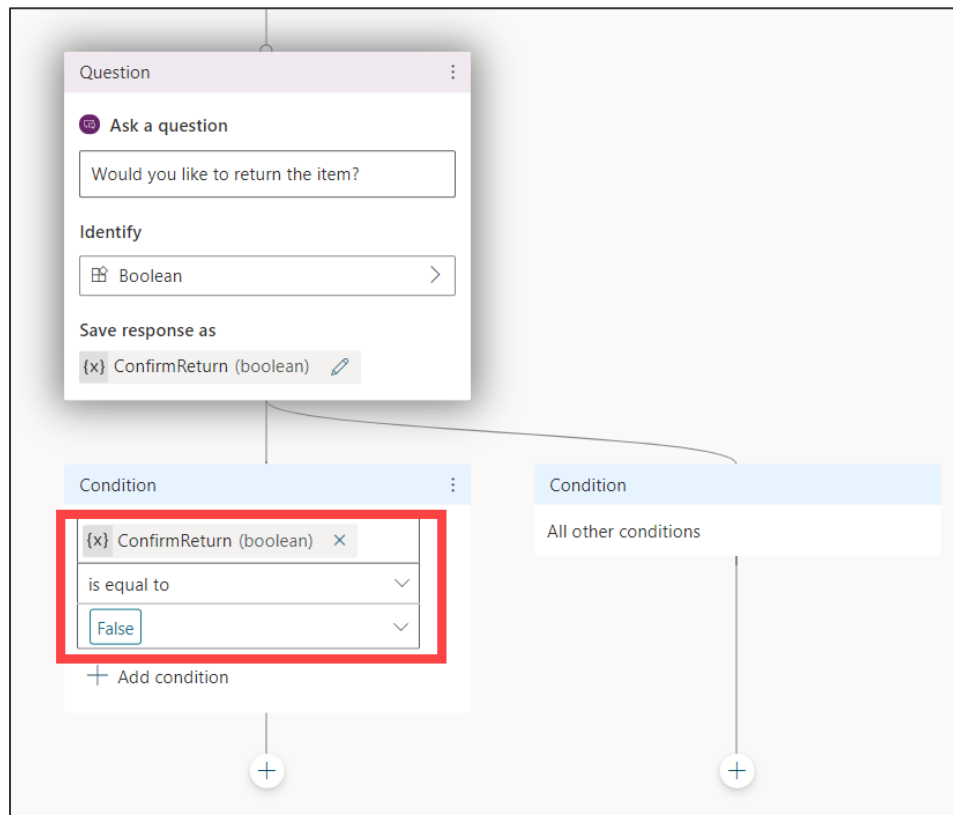 Question
Ask a question
Would you like to return the item?
Identify
Boolean
Save response as
{x} ConfirmReturn (boolean)
Condition
{x} ConfirmReturn (boolean)
is equal to
False
Add condition
Condition
All other conditions